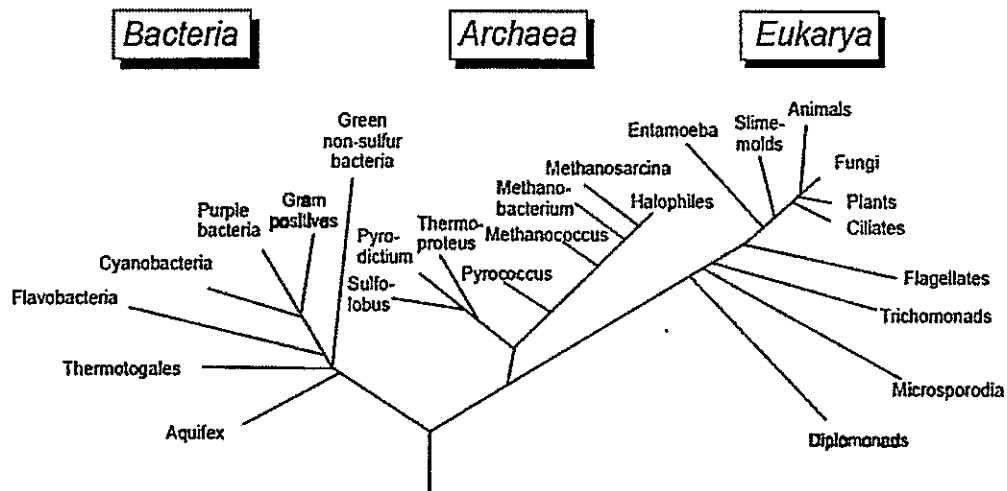 Bacteria
Archaea
Eukarya
Green
non-sulfur
bacteria
Gram
positives
Purple
bacteria
Cyanobacteria
Flavobacteria
Thermotogales
Aquifex
Pyro-
dictium
Sulfo-
lobus
Thermo-
proteus
Methanosarcina
Methano-
bacterium
Halophiles
Methanococcus
Pyrococcus
Entamoeba
Slime-
molds
Animals
Fungi
Plants
Ciliates
Flagellates
Trichomonads
Microsporodia
Diplomonads